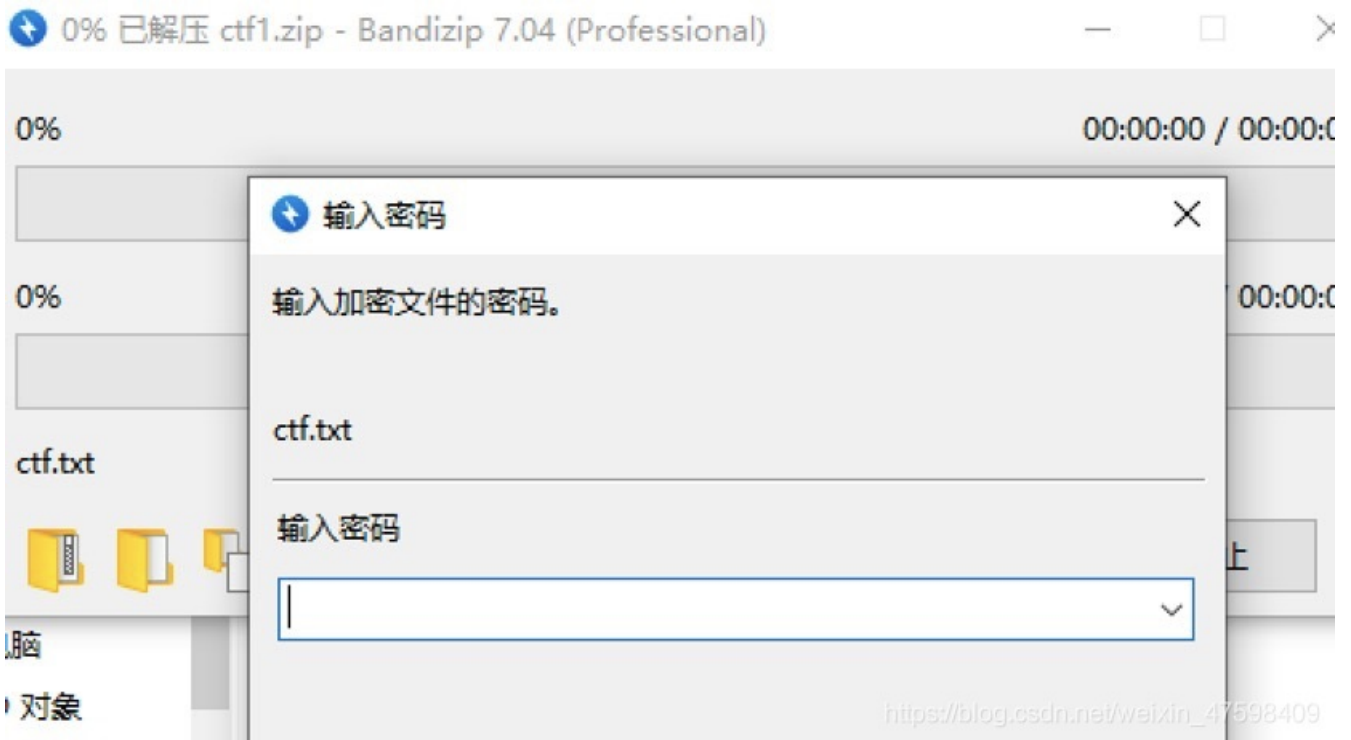 0% 已解压 ctf1.zip - Bandizip 7.04 (Professional)
0%
00:00:00 / 00:00:0
输入密码
输入加密文件的密码。
0%
00:00:0
ctf.txt
ctf.txt
输入密码
止
脑
对象
https://blog.csdn.net/weixin_47598409